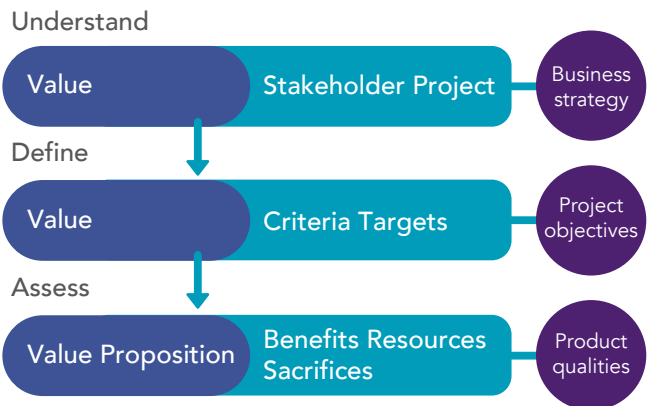 Understand
Value
Stakeholder Project
Business
strategy
Define
Value
Criteria Targets
Project
objectives
Assess
Value Proposition
Benefits Resources
Sacrifices
Product
qualities